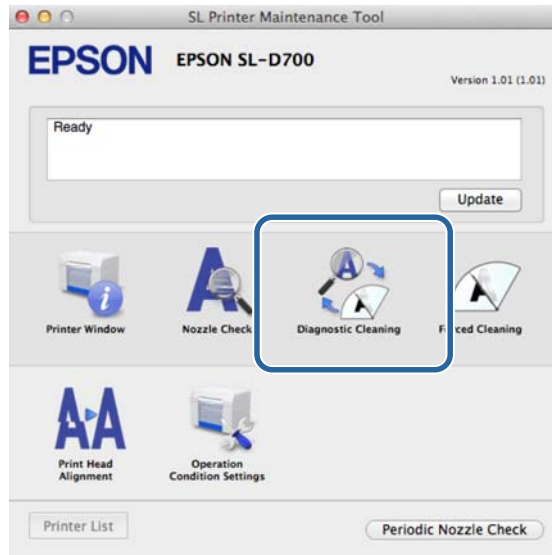 SL Printer Maintenance Tool
EPSON EPSON SL-D700
Version 1.01 (1.01)
Ready
Update
Printer Window Nozzle Check Diagnostic Cleaning Forced Cleaning
Print Head
Alignment
Operation
Condition Settings
Printer List Periodic Nozzle Check